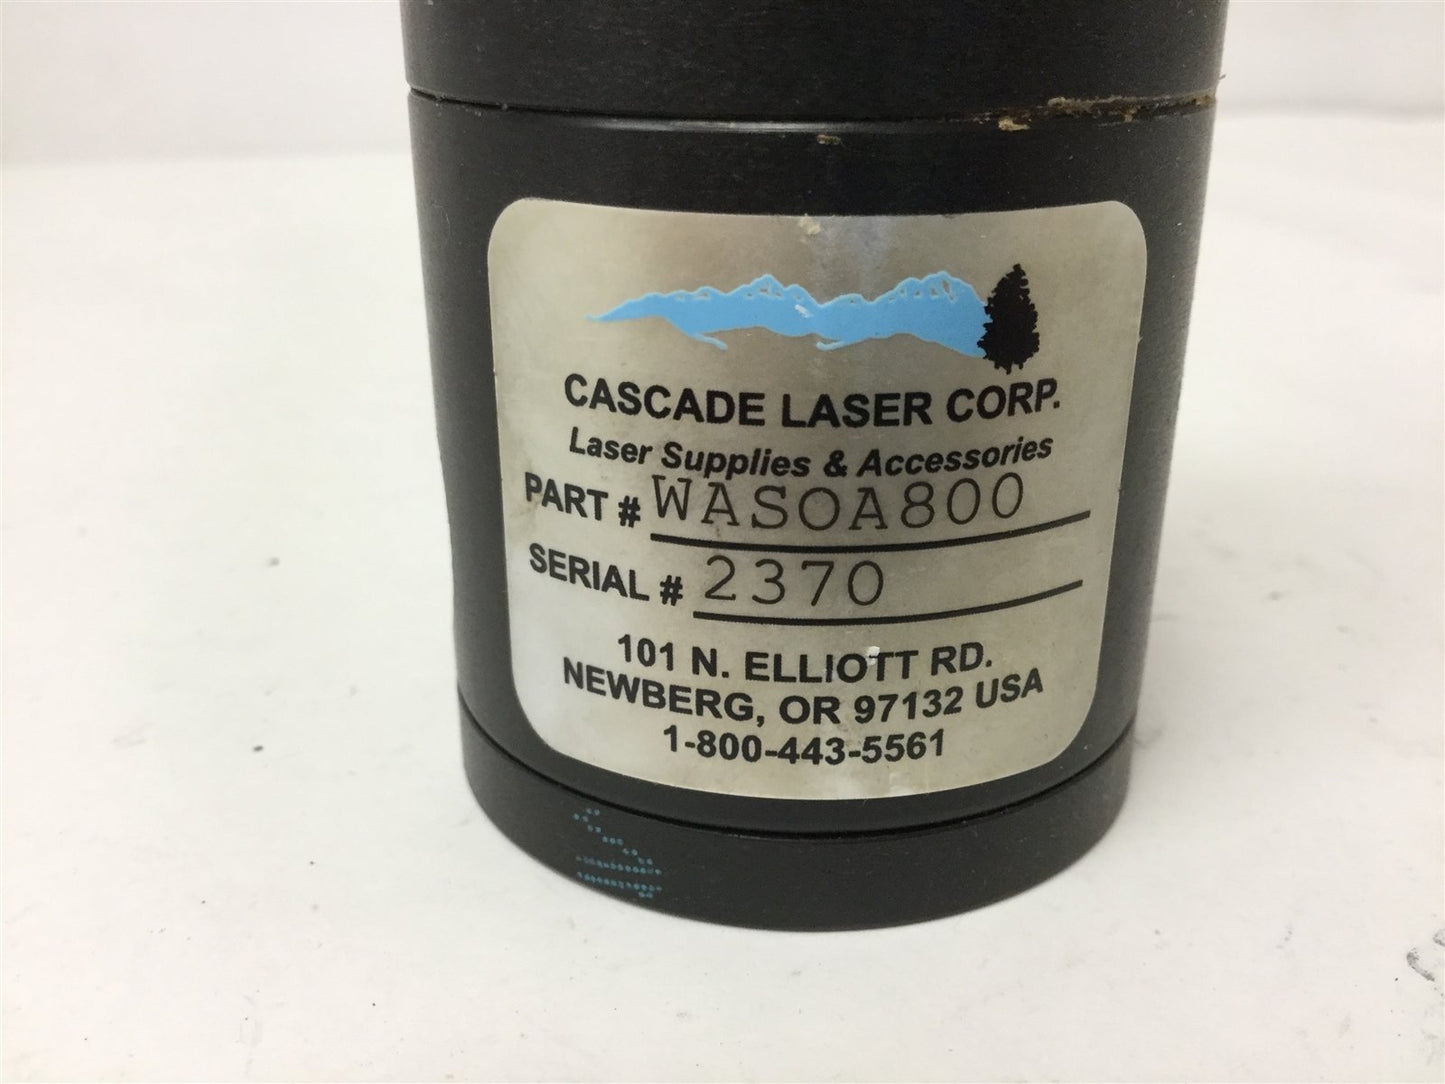 CASCADE LASER CORP.
Laser Supplies & Accessories
PART # WASOA800
SERIAL # 2370
101 N. ELLIOTT RD.
NEWBERG, OR 97132 USA
1-800-443-5561